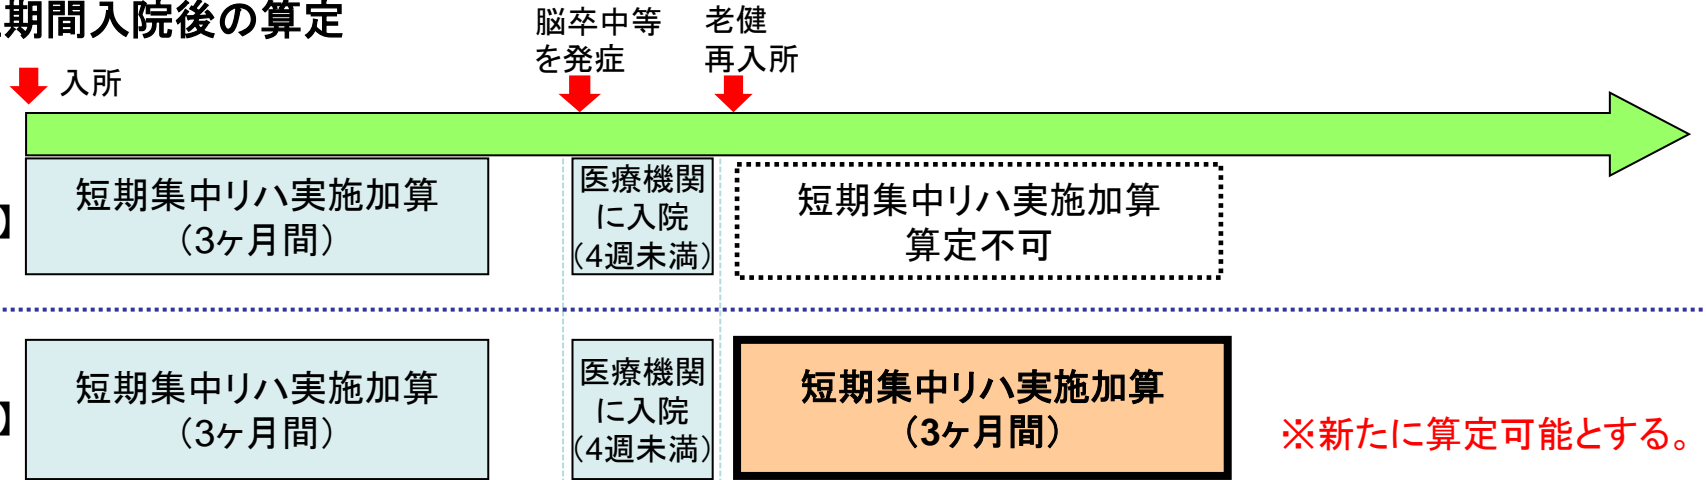 期間入院後の算定
脳卒中等
を発症
老健
再入所
入所
】
短期集中リハ実施加算
（3ヶ月間）
医療機関
に入院
（4週未満）
短期集中リハ実施加算
算定不可
】
短期集中リハ実施加算
（3ヶ月間）
医療機関
に入院
（4週未満）
短期集中リハ実施加算
（3ヶ月間）
※新たに算定可能とする。